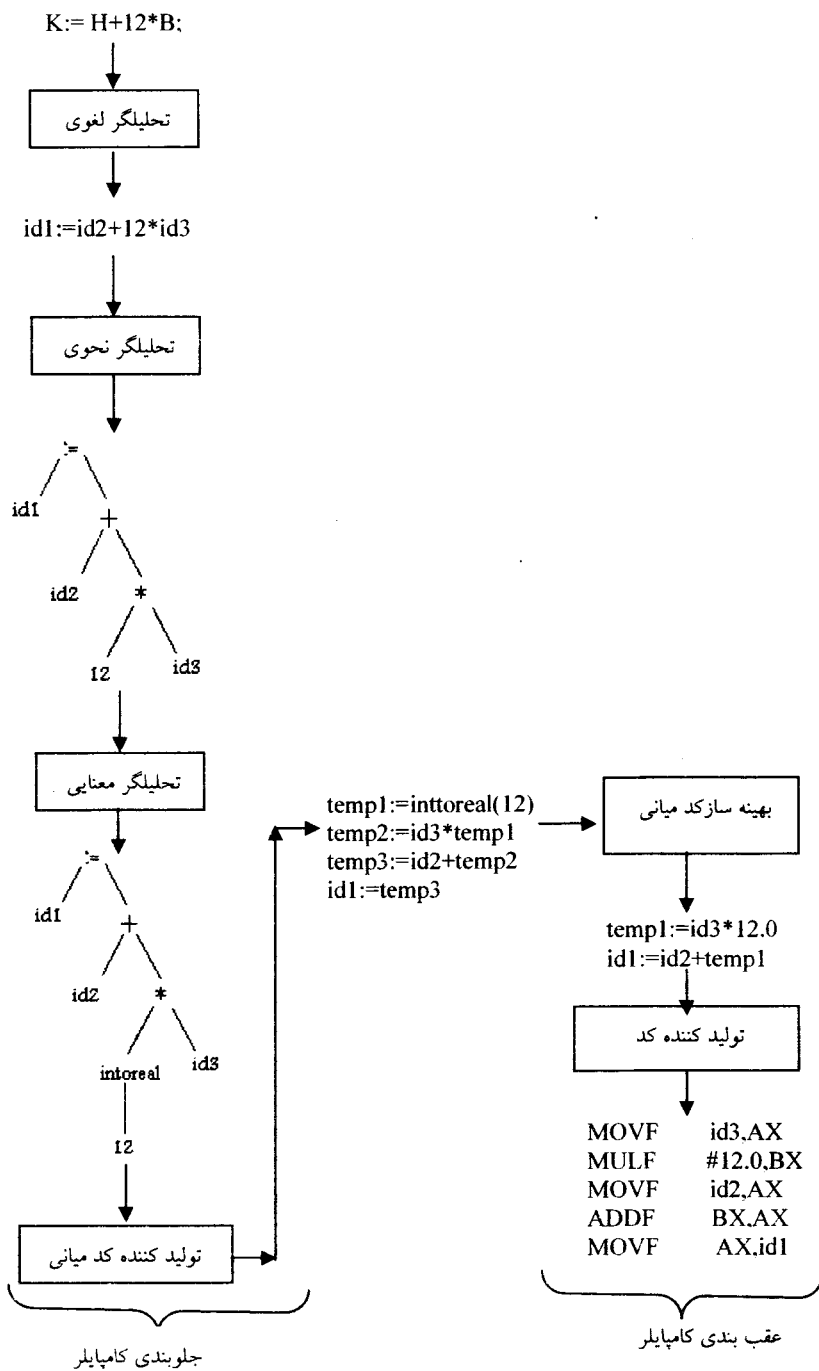 K:= H+12*B;
تحلیلگر لغوی
id1:=id2+12*id3
تحلیلگر نحوی
:=
id1
+
id2
*
12 id3
تحلیلگر معنایی
:=
id1
+
id2
*
intoreal id3
12
تولید کننده کد میانی
جلوبندی کامپایلر
temp1:=inttoreal(12)
temp2:=id3*temp1
temp3:=id2+temp2
id1:=temp3
بهینه سازکد میانی
temp1:=id3*12.0
id1:=id2+temp1
تولید کننده کد
MOVF id3,AX
MULF #12.0,BX
MOVF id2,AX
ADDF BX,AX
MOVF AX,id1
عقب بندی کامپایلر